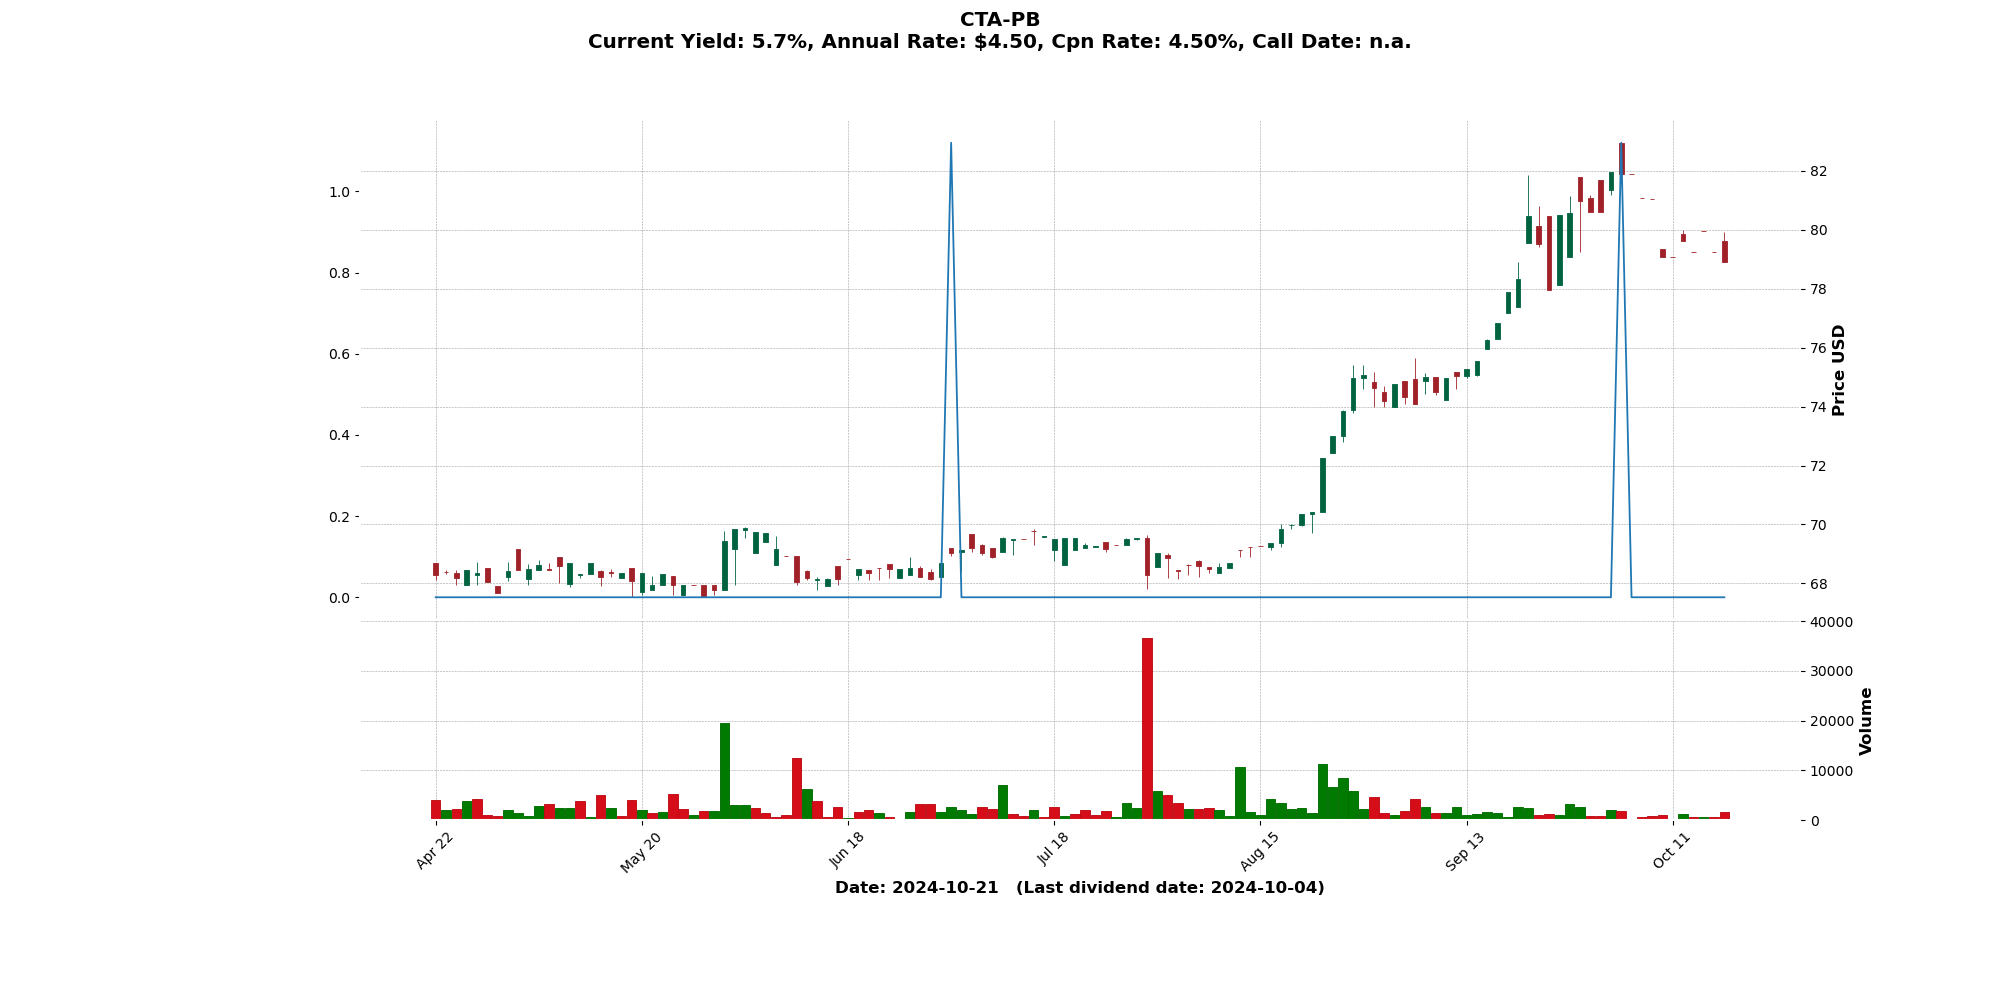 CTA-PB
Current Yield: 5.7%, Annual Rate: $4.50, Cpn Rate: 4.50%, Call Date: n.a.
1.0
0.8
0.6
0.4
0.2
0.0
82
80
78
76
74
72
70
68
Price USD
40000
30000
20000
10000
0
Volume
Apr 22
May 20
Jun 18
Jul 18
Aug 15
Sep 13
Oct 11
Date: 2024-10-21 (Last dividend date: 2024-10-04)